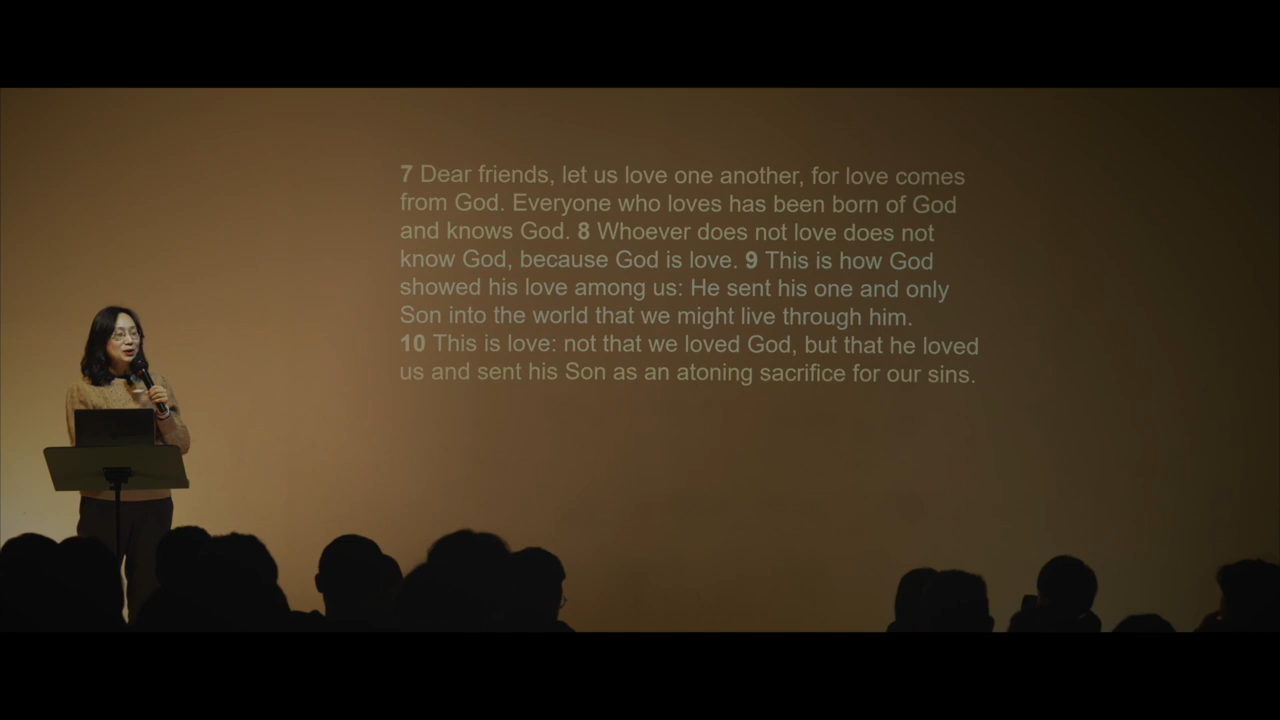 7 Dear friends, let us love one another, for love comes
from God. Everyone who loves has been born of God
and knows God. 8 Whoever does not love does not
know God, because God is love. 9 This is how God
showed his love among us: He sent his one and only
Son into the world that we might live through him.
10 This is love: not that we loved God, but that he loved
us and sent his Son as an atoning sacrifice for our sins.